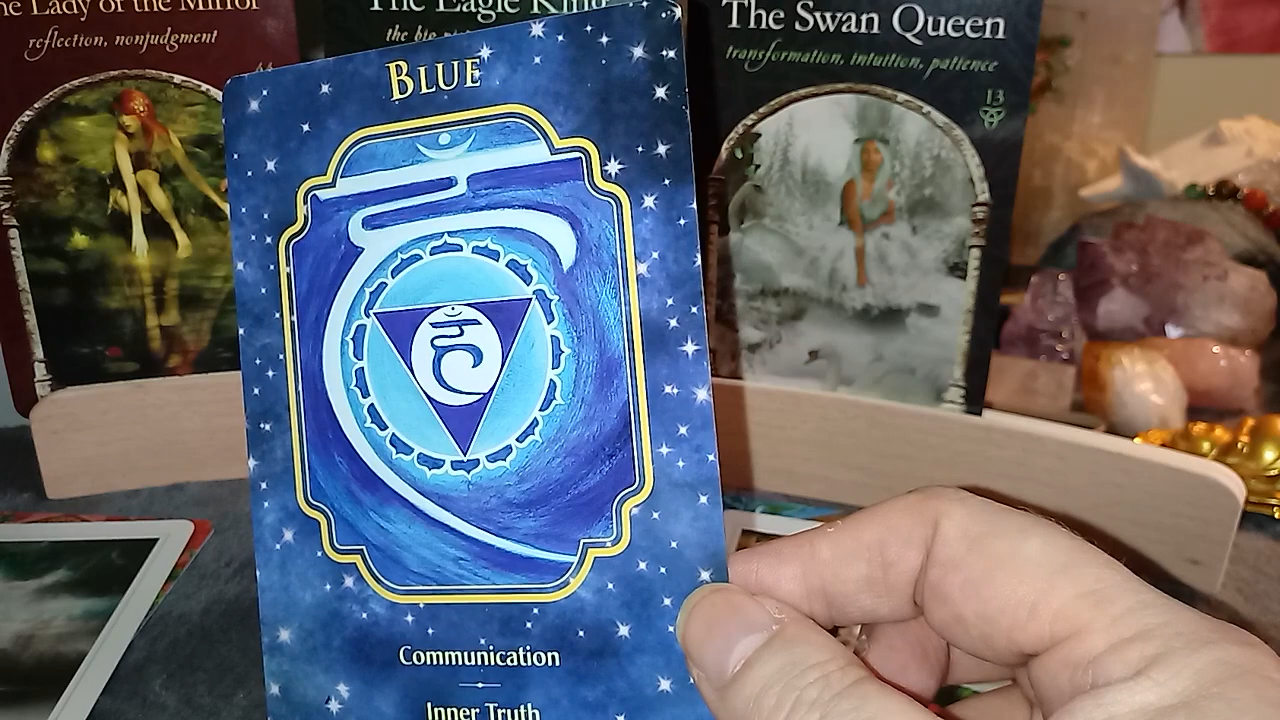 Lady of the Mirror
reflection, nonjudgment
The Eagle King
the
BLUE
The Swan Queen
transformation, intuition, patience
13
Communication
Inner Truth